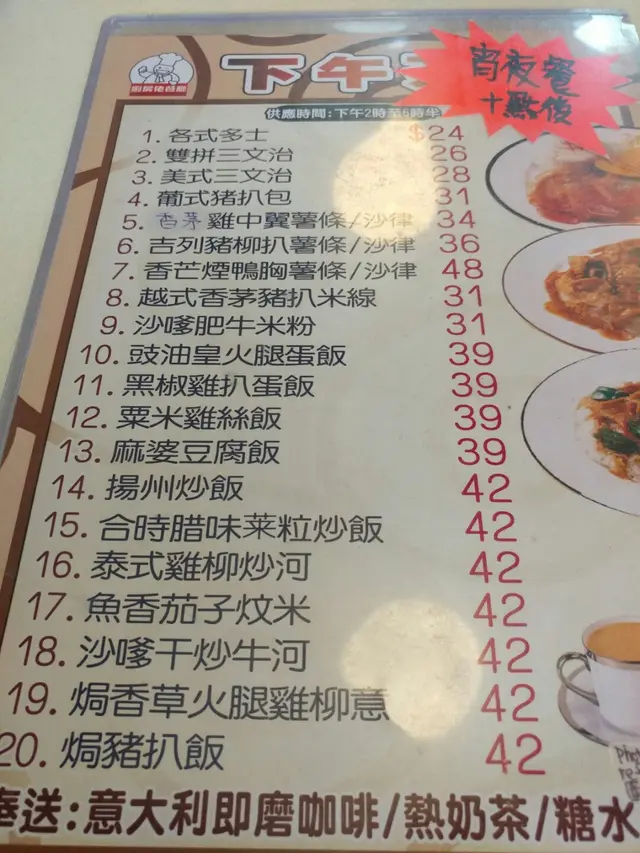 廚房佬餐廳
下午
宵夜餐
十點後
供應時間:下午2時至6時半
1. 各式多士 $24
2. 雙拼三文治 26
3. 美式三文治 28
4. 葡式豬扒包 31
5. 香茅雞中翼薯條/沙律 34
6. 吉列豬柳扒薯條/沙律 36
7. 香芒煙鴨胸薯條/沙律 48
8. 越式香茅豬扒米線 31
9. 沙嗲肥牛米粉 31
10. 豉油皇火腿蛋飯 39
11. 黑椒雞扒蛋飯 39
12. 粟米雞絲飯 39
13. 麻婆豆腐飯 39
14. 揚州炒飯 42
15. 合時腊味菜粒炒飯 42
16. 泰式雞柳炒河 42
17. 魚香茄子炆米 42
18. 沙嗲干炒牛河 42
19. 焗香草火腿雞柳意 42
20. 焗豬扒飯 42
奉送:意大利即磨咖啡/熱奶茶/糖水